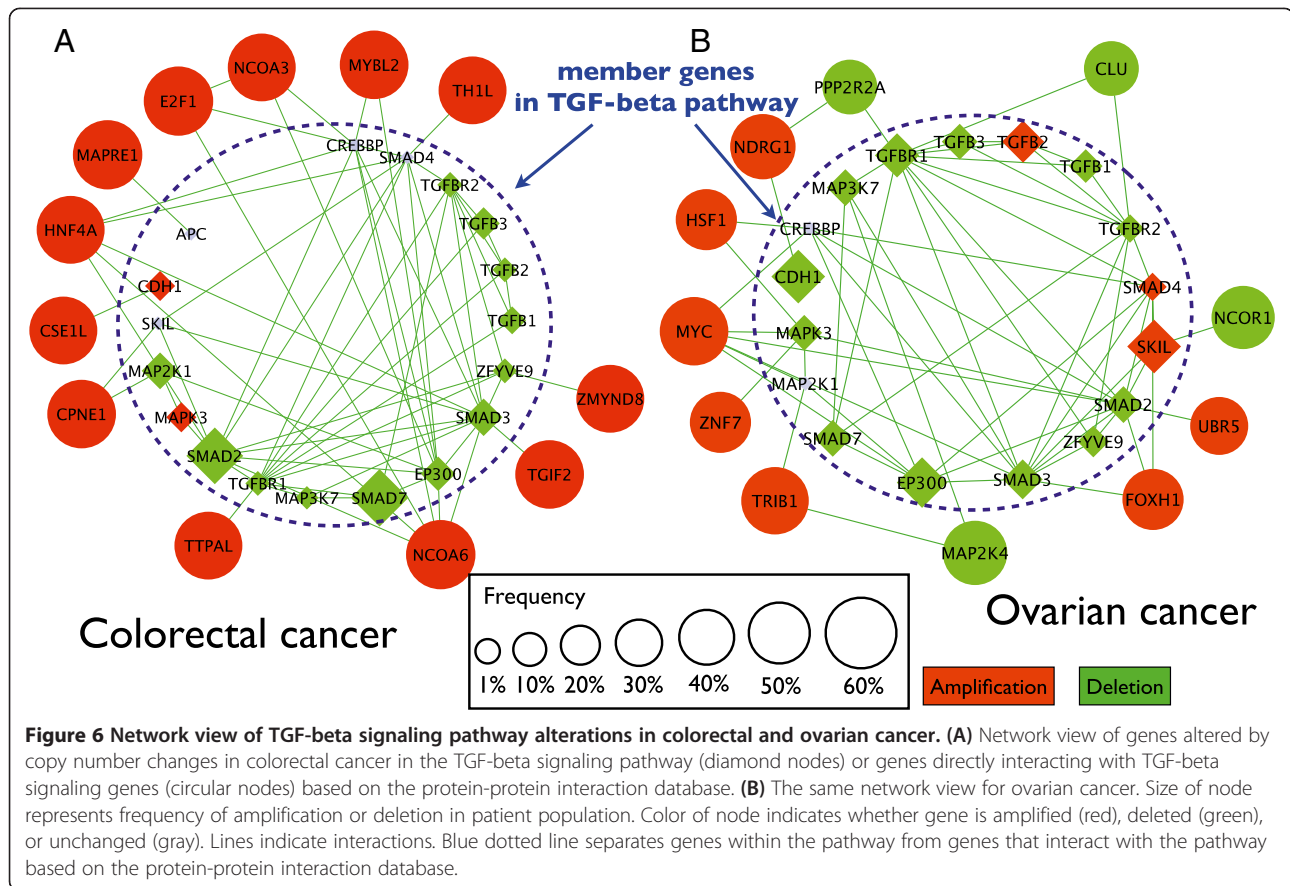 A
B
member genes
in TGF-beta pathway
NCOA3
MYBL2
TH1L
E2F1
MAPRE1
HNF4A
CSE1L
CPNE1
TTPAL
NCOA6
TGIF2
ZMYND8
CREBBP
SMAD4
TGFBR2
TGFB3
TGFB2
TGFB1
ZFYVE9
SMAD3
EP300
SMAD7
MAP3K7
TGFBR1
SMAD2
MAPK3
MAP2K1
SKIL
CDH1
APC
Colorectal cancer
PPP2R2A
CLU
NDRG1
HSF1
MYC
ZNF7
TRIB1
MAP2K4
FOXH1
UBR5
NCOR1
TGFBR1
TGFB3
TGFB2
TGFB1
MAP3K7
CREBBP
TGFBR2
CDH1
SMAD4
MAPK3
SKIL
MAP2K1
SMAD2
SMAD7
ZFYVE9
EP300
SMAD3
Ovarian cancer
Frequency
1% 10% 20% 30% 40% 50% 60%
Amplification
Deletion
Figure 6 Network view of TGF-beta signaling pathway alterations in colorectal and ovarian cancer. (A) Network view of genes altered by
copy number changes in colorectal cancer in the TGF-beta signaling pathway (diamond nodes) or genes directly interacting with TGF-beta
signaling genes (circular nodes) based on the protein-protein interaction database. (B) The same network view for ovarian cancer. Size of node
represents frequency of amplification or deletion in patient population. Color of node indicates whether gene is amplified (red), deleted (green),
or unchanged (gray). Lines indicate interactions. Blue dotted line separates genes within the pathway from genes that interact with the pathway
based on the protein-protein interaction database.